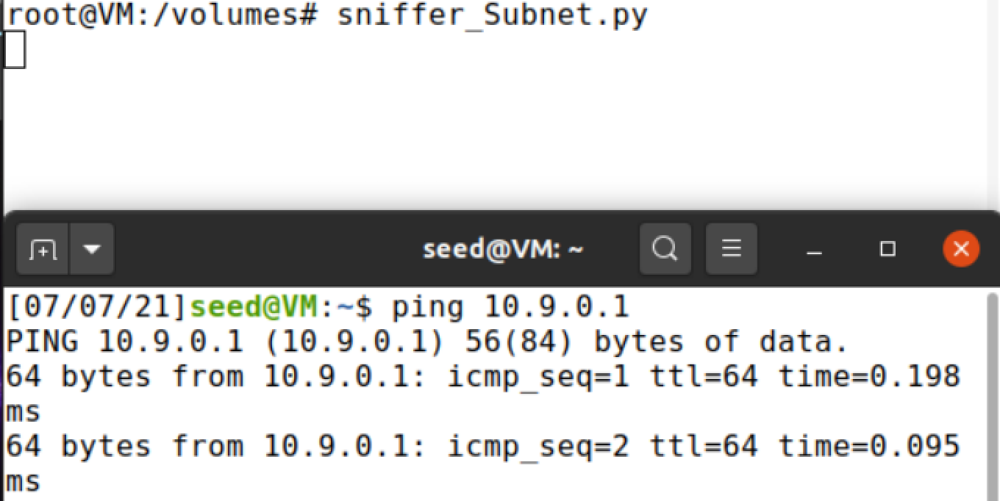 root@VM:/volumes# sniffer_Subnet.py
seed@VM: ~
[07/07/21]seed@VM:~$ ping 10.9.0.1
PING 10.9.0.1 (10.9.0.1) 56(84) bytes of data.
64 bytes from 10.9.0.1: icmp_seq=1 ttl=64 time=0.198
ms
64 bytes from 10.9.0.1: icmp_seq=2 ttl=64 time=0.095
ms